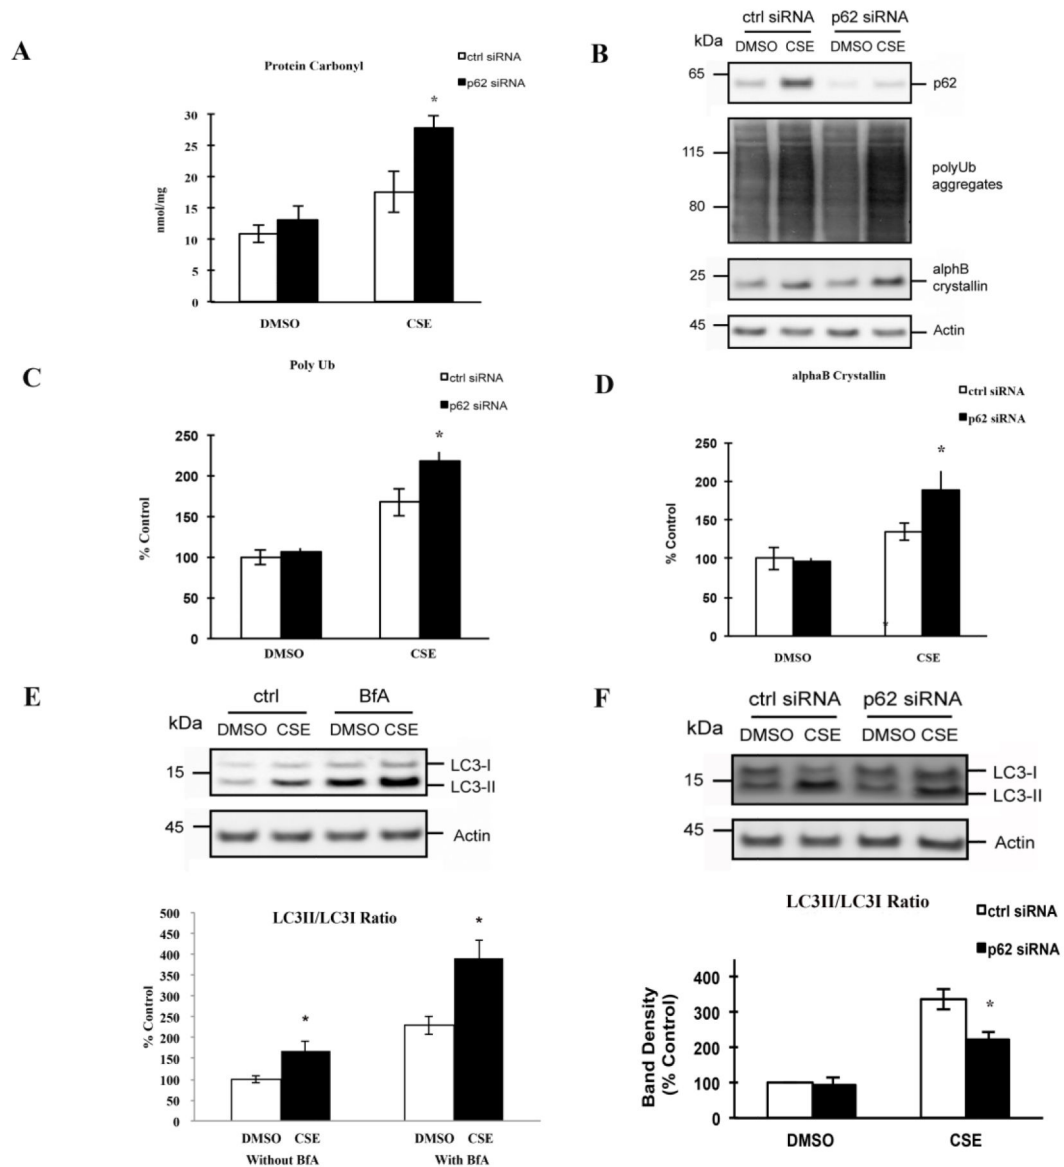 A
Protein Carbonyl
ctrl siRNA
p62 siRNA
*
30
25
20
15
10
15
0
nmol/mg
DMSO CSE
B
ctrl siRNA p62 siRNA
kDa DMSO CSE DMSO CSE
65 p62
115
polyUb
aggregates
80
25 alphB
crystallin
45 Actin
C
Poly Ub
ctrl siRNA
p62 siRNA
*
250
200
150
100
50
0
% Control
DMSO CSE
D
alphaB Crystallin
ctrl siRNA
p62 siRNA
*
250
200
150
100
50
0
% Control
*
DMSO CSE
E
ctrl BfA
kDa DMSO CSE DMSO CSE
LC3-I
15
LC3-II
45 Actin
LC3II/LC3I Ratio
500
450
400
350
300
250
200
150
100
50
0
% Control
* *
DMSO CSE DMSO CSE
Without BfA With BfA
F
ctrl siRNA p62 siRNA
kDa DMSO CSE DMSO CSE
LC3-I
15
LC3-II
45 Actin
LC3II/LC3I Ratio
ctrl siRNA
p62 siRNA
400
300
200
100
0
Band Density
(% Control)
*
DMSO CSE